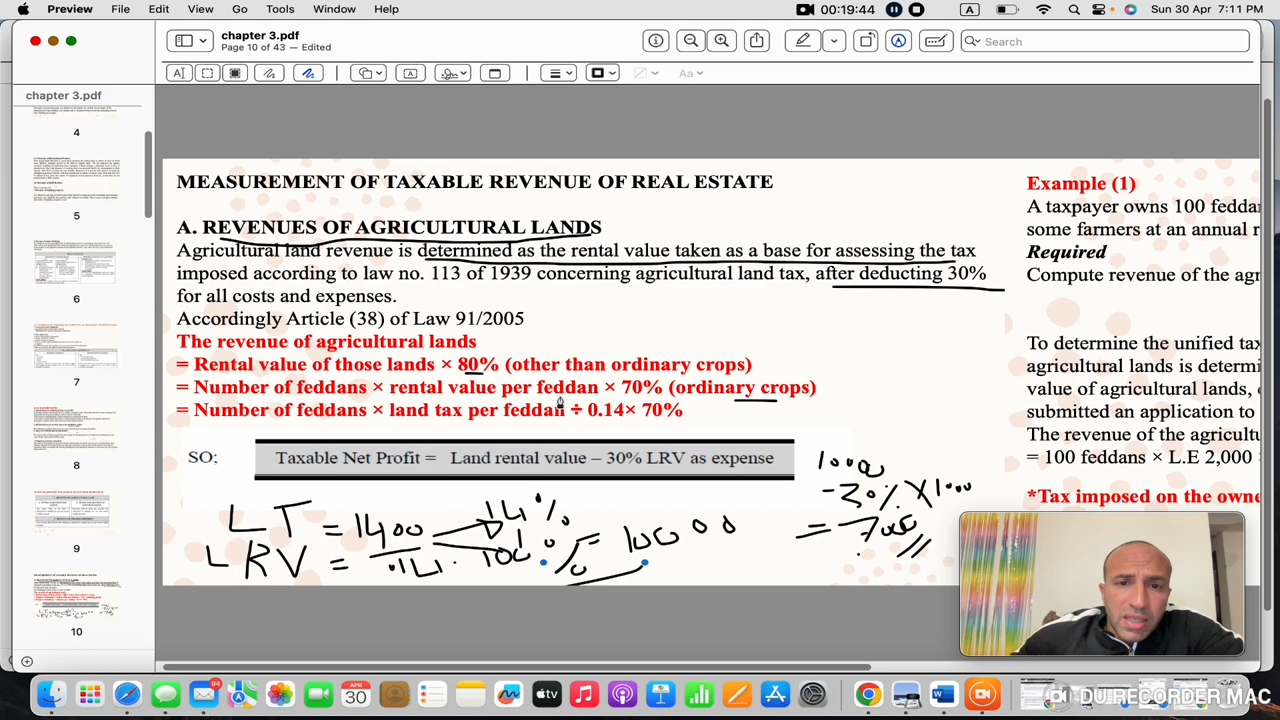 Preview File Edit View Go Tools Window Help 00:19:44 A Sun 30 Apr 7:11 PM
chapter 3.pdf
Page 10 of 43 — Edited
Search
Aa
chapter 3.pdf
4
5
6
7
8
9
10
MEASUREMENT OF TAXABLE REVENUE OF REAL ESTATE
A. REVENUES OF AGRICULTURAL LANDS
Agricultural land revenue is determined as the rental value taken as basis for assessing the tax
imposed according to law no. 113 of 1939 concerning agricultural land tax, after deducting 30%
for all costs and expenses.
Accordingly Article (38) of Law 91/2005
The revenue of agricultural lands
= Rental value of those lands × 80% (other than ordinary crops)
= Number of feddans × rental value per feddan × 70% (ordinary crops)
= Number of feddans × land tax per feddan ÷ 0.14× 70%
SO; Taxable Net Profit = Land rental value – 30% LRV as expense
LT = 1400
LRV =
Example (1)
A taxpayer owns 100 feddan
some farmers at an annual r
Required
Compute revenue of the agr
To determine the unified tax
agricultural lands is determi
value of agricultural lands,
submitted an application to
The revenue of the agricultu
= 100 feddans × L.E 2,000
*Tax imposed on the owne
94
APR
30
DU RECORDER MAC